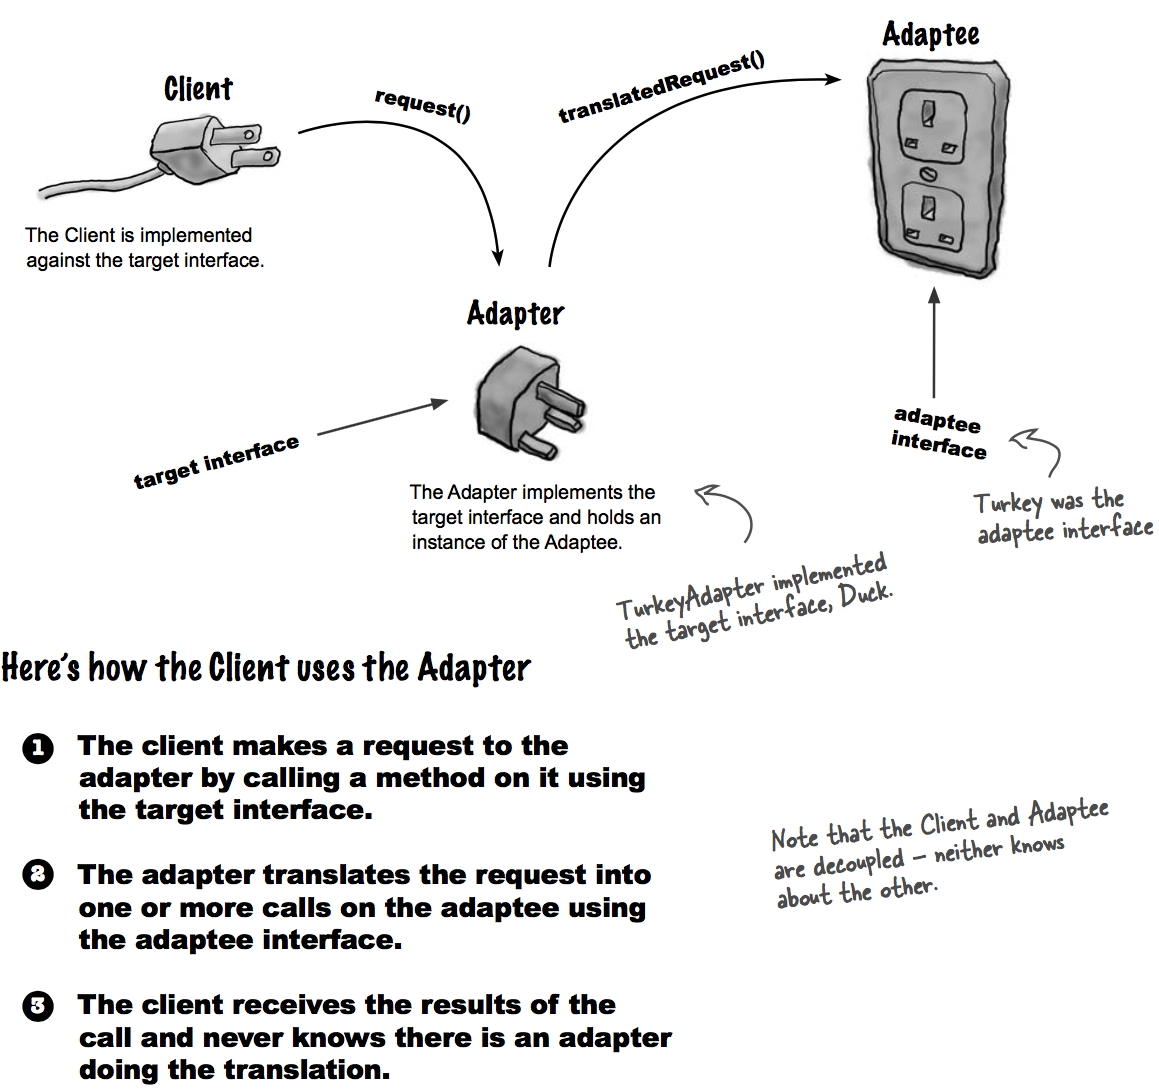 Adaptee
Client
request()
translatedRequest()
The Client is implemented
against the target interface.
Adapter
target interface
adaptee
interface
The Adapter implements the
target interface and holds an
instance of the Adaptee.
Turkey was the
adaptee interface
TurkeyAdapter implemented
the target interface, Duck.
Here's how the Client uses the Adapter
1 The client makes a request to the
adapter by calling a method on it using
the target interface.
2 The adapter translates the request into
one or more calls on the adaptee using
the adaptee interface.
Note that the Client and Adaptee
are decoupled – neither knows
about the other.
3 The client receives the results of the
call and never knows there is an adapter
doing the translation.